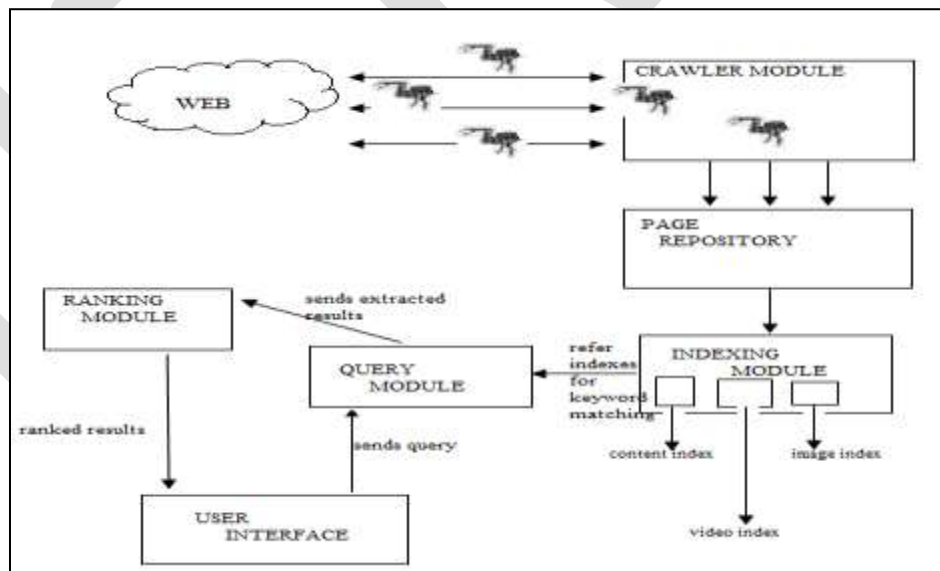 WEB
CRAWLER MODULE
PAGE
REPOSITORY
RANKING
MODULE
sends extracted
results
QUERY
MODULE
refer
indexes
for
keyword
matching
INDEXING
MODULE
ranked results
sends query
content index
image index
video index
USER
INTERFACE